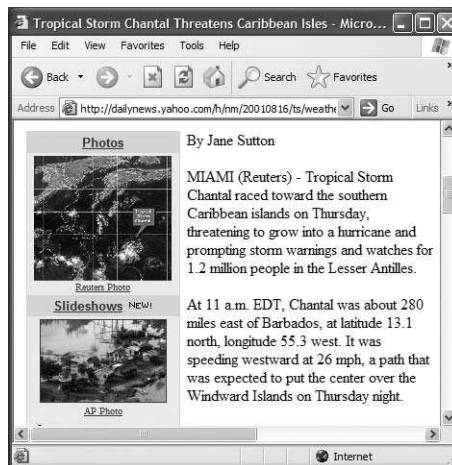 Tropical Storm Chantal Threatens Caribbean Isles - Micro...
File Edit View Favorites Tools Help
Back Search Favorites
Address http://dailynews.yahoo.com/h/nm/20010816/ts/weathe Go Links
Photos
Reuters Photo
Slideshows NEW!
AP Photo
By Jane Sutton
MIAMI (Reuters) - Tropical Storm
Chantal raced toward the southern
Caribbean islands on Thursday,
threatening to grow into a hurricane and
prompting storm warnings and watches for
1.2 million people in the Lesser Antilles.
At 11 a.m. EDT, Chantal was about 280
miles east of Barbados, at latitude 13.1
north, longitude 55.3 west. It was
speeding westward at 26 mph, a path that
was expected to put the center over the
Windward Islands on Thursday night.
Internet